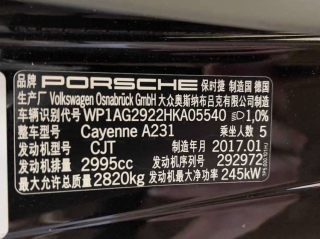 品牌 PORSCHE 保时捷 制造国 德国
生产厂 Volkswagen Osnabrück GmbH 大众奥斯纳布吕克有限公司制造
车辆识别代号 WP1AG2922HKA05540 1,0%
整车型号 Cayenne A231 乘坐人数 5
发动机型号 CJT 制造年月 2017.01
发动机排量 2995cc 发动机序列号 292972
最大允许总质量 2820kg 发动机最大净功率 245kW